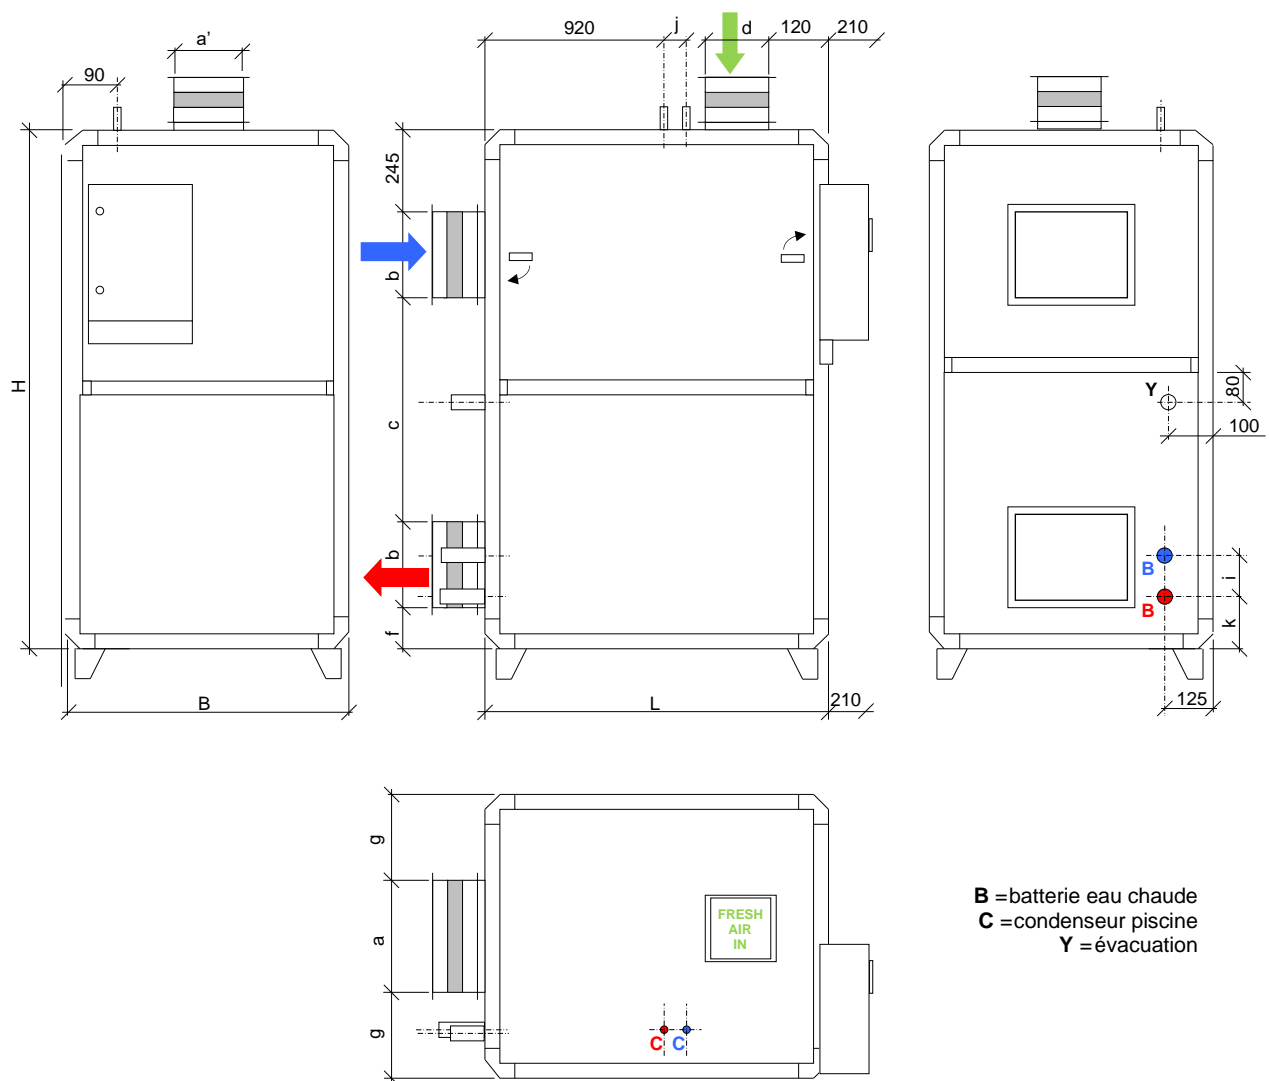 a'
90
H
B
920
j
d
120
210
245
b
c
b
f
L
210
Y
80
100
B
B
i
k
125
g
a
g
FRESH
AIR
IN
C
C
B =batterie eau chaude
C =condenseur piscine
Y =évacuation